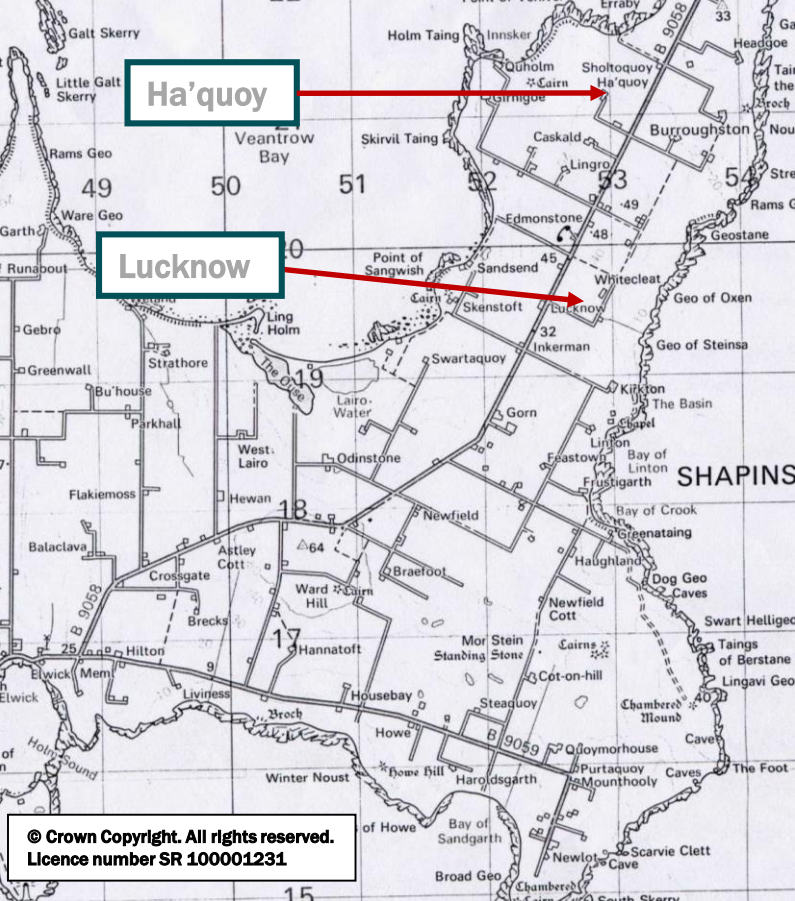 Point of
Erraby
B 9058
33
Galt Skerry
Holm Taing
Innsker
Headgoe
Quholm
Sholtoquoy
Ha'quoy
Cairn
Little Galt
Skerry
Girnigoe
Ha'quoy
Broch
Veantrow
Bay
Skirvil Taing
Caskald
Burroughston
Rams Geo
Lingro
49
50
51
52
53
54
Ware Geo
·49
Garth
Edmonstone
·48
Geostane
20
45
Lucknow
Point of
Sangwish
Sandsend
Runabout
Whitecleat
Cairn
Skenstoft
Lucknow
Geo of Oxen
Ling
Holm
32
Gebro
Inkerman
Geo of Steinsa
Strathore
Swartaquoy
Greenwall
The Ouse
19
Kirkton
Bu'house
Lairo
Water
The Basin
Gorn
Chapel
Parkhall
Linton
West
Lairo
Odinstone
Feastown
Bay of
Linton
SHAPINS
Frustigarth
Flakiemoss
Hewan
18
Newfield
Bay of Crook
Greenataing
Balaclava
Astley
Cott
64
Haughland
Crossgate
Braefoot
Dog Geo
Caves
Ward
Hill
Cairn
B 9058
Brecks
Newfield
Cott
Swart Helligeo
17
Mor Stein
Standing Stone
Cairns
Taings
of Berstane
25
Hilton
Hannatoft
9
Elwick
Mem
Cot-on-hill
Lingavi Geo
Elwick
Liviness
Housebay
Steaquoy
Chambered
Mound
40
Broch
Howe
B 9059
Cave
Holm Sound
Quoymorhouse
Winter Noust
Howe Hill
Haroldsgarth
Purtaquoy
Mounthooly
Caves
The Foot
© Crown Copyright. All rights reserved.
Licence number SR 100001231
of Howe
Bay of
Sandgarth
Newlot
Scarvie Clett
Cave
Broad Geo
Chambered
Cairn
South Skerry
15